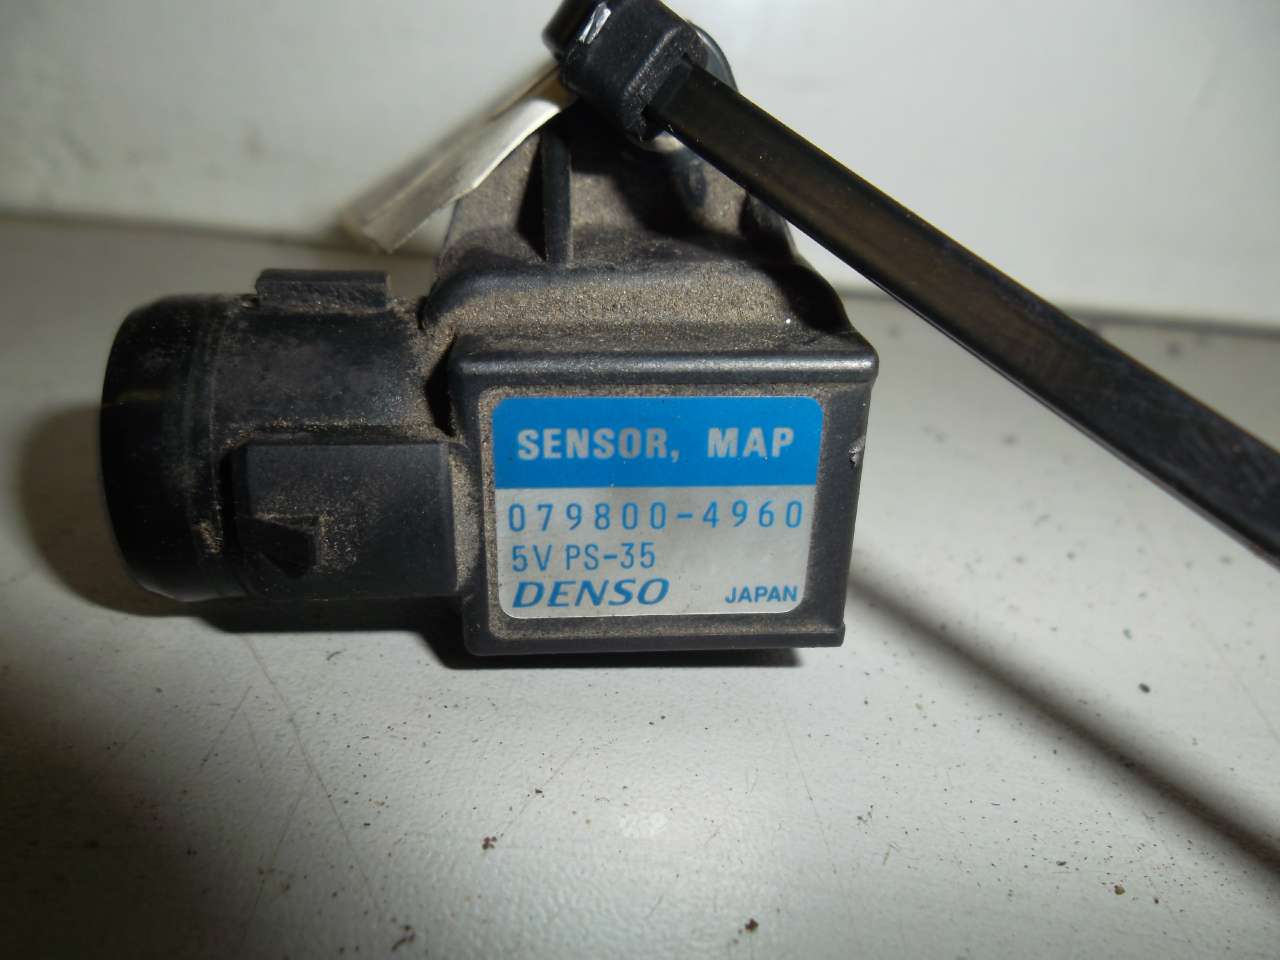 SENSOR, MAP
079800-4960
5V PS-35
DENSO JAPAN